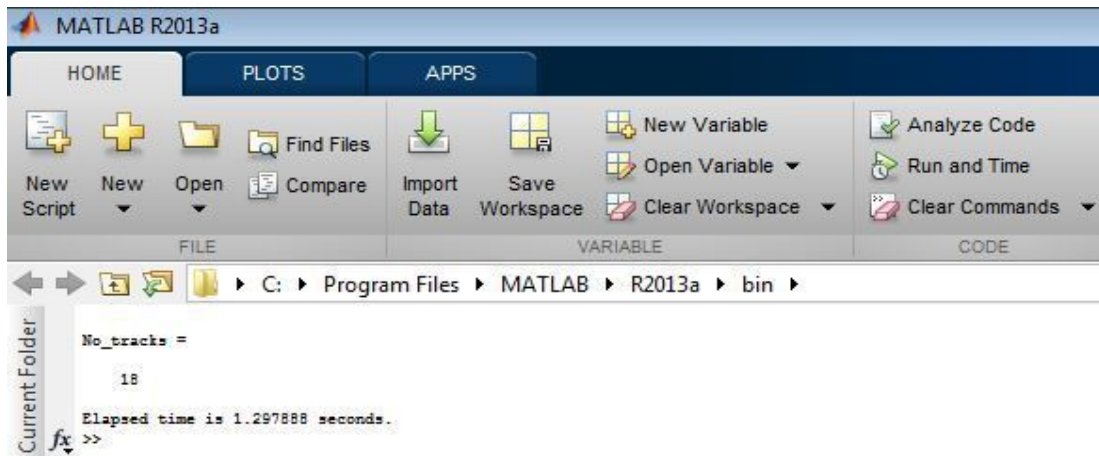 MATLAB R2013a
HOME PLOTS APPS
New Script
New
Open
Find Files
Compare
Import Data
Save Workspace
New Variable
Open Variable
Clear Workspace
Analyze Code
Run and Time
Clear Commands
FILE VARIABLE CODE
C: Program Files MATLAB R2013a bin
Current Folder
No_tracks =
18
Elapsed time is 1.297888 seconds.
fx >>